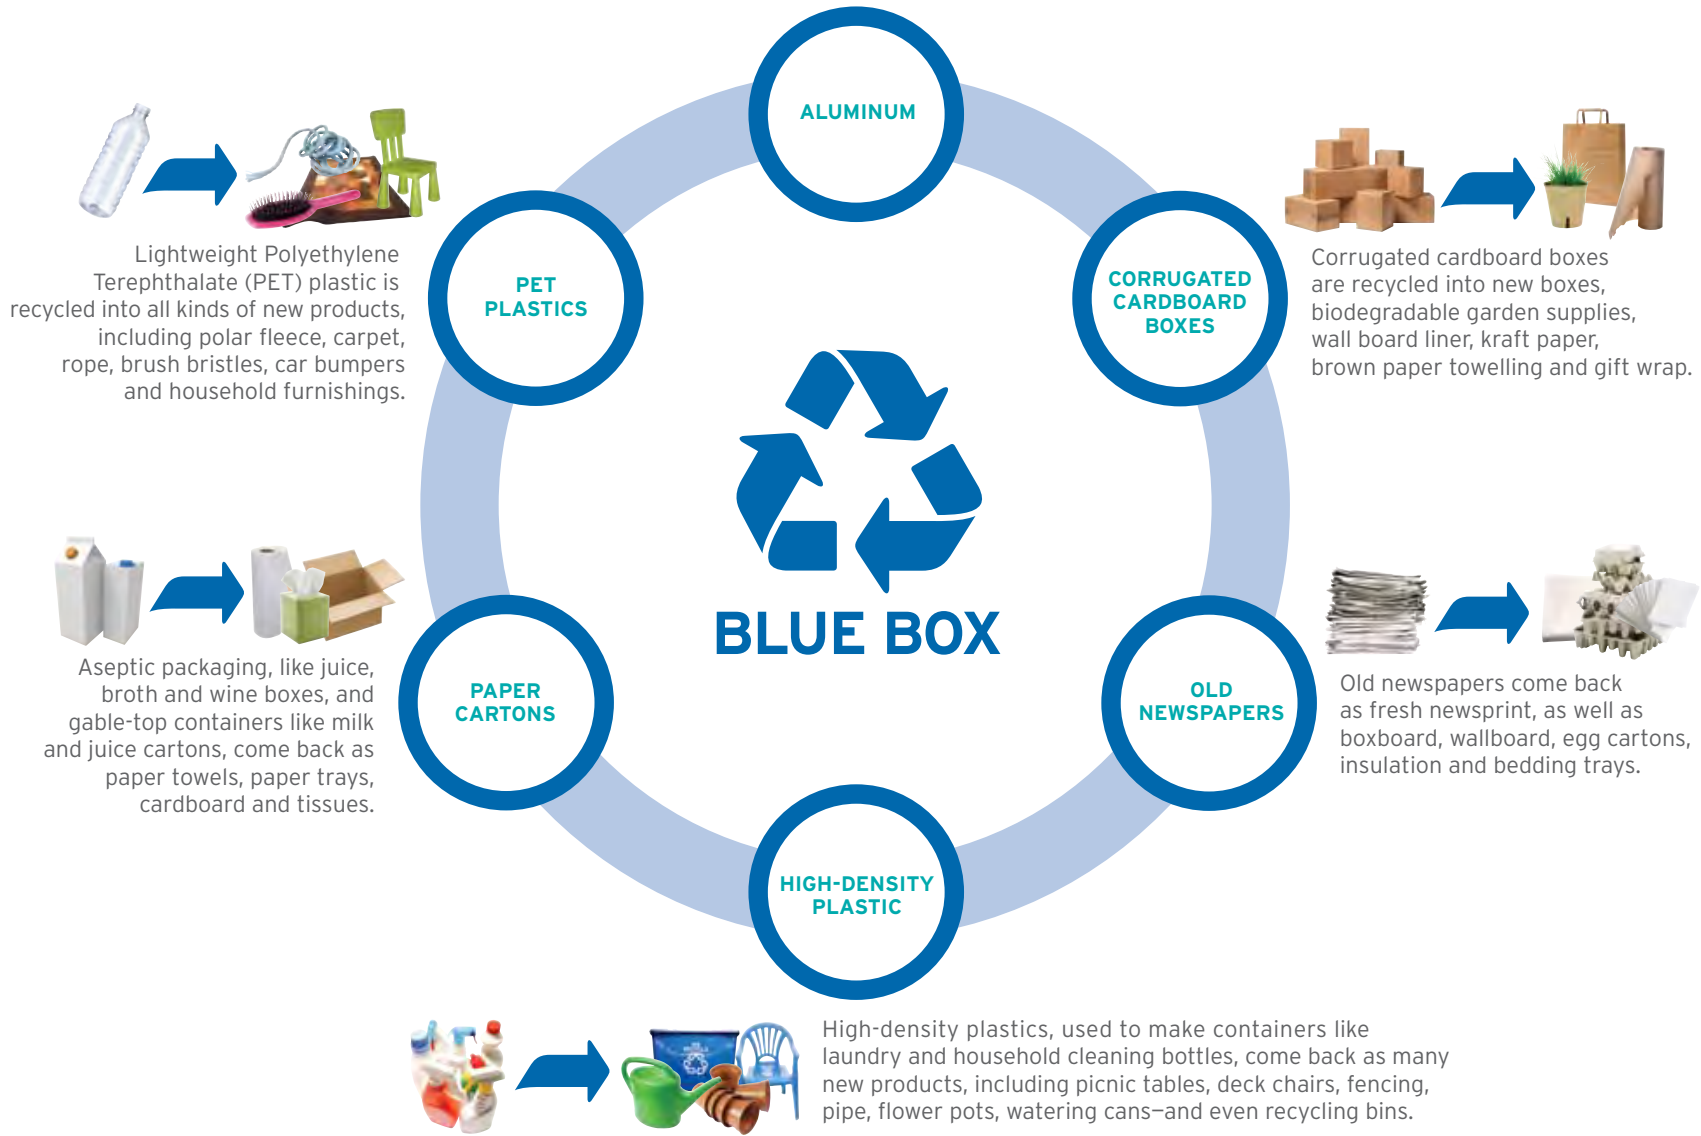 ALUMINUM
PET
PLASTICS
Lightweight Polyethylene
Terephthalate (PET) plastic is
recycled into all kinds of new products,
including polar fleece, carpet,
rope, brush bristles, car bumpers
and household furnishings.
CORRUGATED
CARDBOARD
BOXES
Corrugated cardboard boxes
are recycled into new boxes,
biodegradable garden supplies,
wall board liner, kraft paper,
brown paper towelling and gift wrap.
BLUE BOX
PAPER
CARTONS
Aseptic packaging, like juice,
broth and wine boxes, and
gable-top containers like milk
and juice cartons, come back as
paper towels, paper trays,
cardboard and tissues.
OLD
NEWSPAPERS
Old newspapers come back
as fresh newsprint, as well as
boxboard, wallboard, egg cartons,
insulation and bedding trays.
HIGH-DENSITY
PLASTIC
High-density plastics, used to make containers like
laundry and household cleaning bottles, come back as many
new products, including picnic tables, deck chairs, fencing,
pipe, flower pots, watering cans—and even recycling bins.